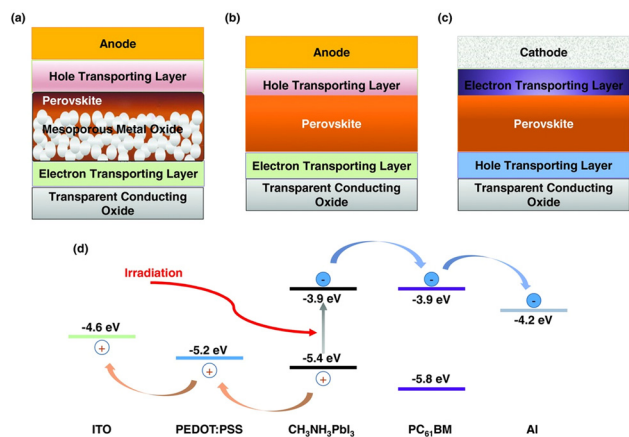 (a)
Anode
Hole Transporting Layer
Perovskite
Mesoporous Metal Oxide
Electron Transporting Layer
Transparent Conducting
Oxide
(b)
Anode
Hole Transporting Layer
Perovskite
Electron Transporting Layer
Transparent Conducting
Oxide
(c)
Cathode
Electron Transporting Layer
Perovskite
Hole Transporting Layer
Transparent Conducting
Oxide
(d)
Irradiation
-
-
-
-3.9 eV
-3.9 eV
-4.2 eV
-4.6 eV
-5.2 eV
-5.4 eV
-5.8 eV
+
+
+
ITO
PEDOT:PSS
CH₃NH₃PbI₃
PC₆₁BM
Al